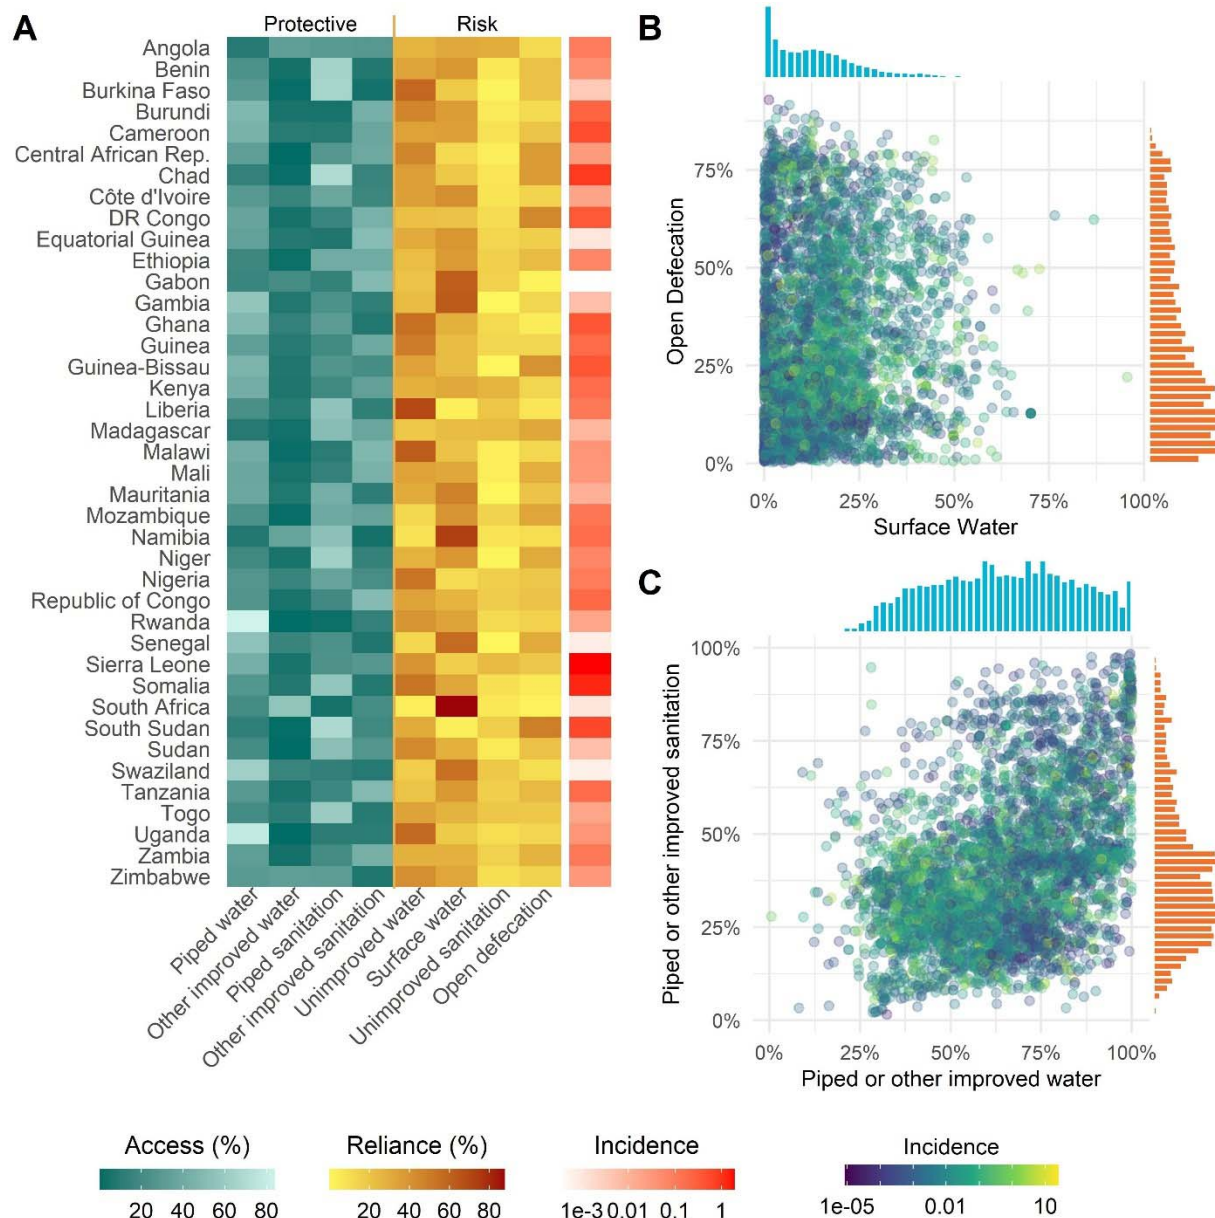 A
Protective
Risk
Angola
Benin
Burkina Faso
Burundi
Cameroon
Central African Rep.
Chad
Côte d'Ivoire
DR Congo
Equatorial Guinea
Ethiopia
Gabon
Gambia
Ghana
Guinea
Guinea-Bissau
Kenya
Liberia
Madagascar
Malawi
Mali
Mauritania
Mozambique
Namibia
Niger
Nigeria
Republic of Congo
Rwanda
Senegal
Sierra Leone
Somalia
South Africa
South Sudan
Sudan
Swaziland
Tanzania
Togo
Uganda
Zambia
Zimbabwe
Piped water
Other improved water
Piped sanitation
Other improved sanitation
Unimproved water
Surface water
Unimproved sanitation
Open defecation
B
Open Defecation
75%
50%
25%
0%
0% 25% 50% 75% 100%
Surface Water
C
Piped or other improved sanitation
100%
75%
50%
25%
0%
0% 25% 50% 75% 100%
Piped or other improved water
Access (%)
20 40 60 80
Reliance (%)
20 40 60 80
Incidence
1e-3 0.01 0.1 1
Incidence
1e-05 0.01 10